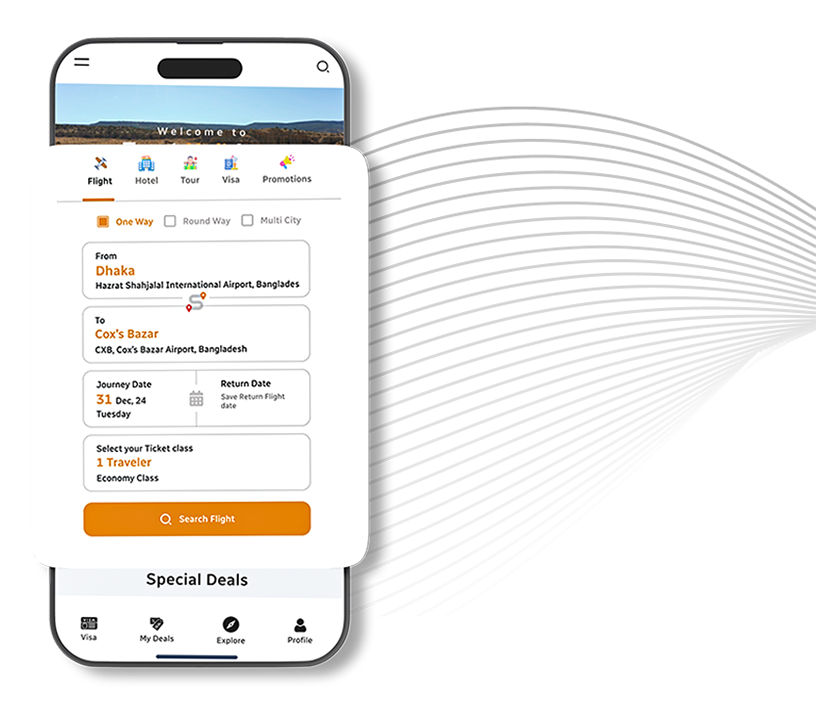 Welcome to
Flight
Hotel
Tour
Visa
Promotions
One Way
Round Way
Multi City
From
Dhaka
Hazrat Shahjalal International Airport, Banglades
To
Cox's Bazar
CXB, Cox's Bazar Airport, Bangladesh
Journey Date
31 Dec, 24
Tuesday
Return Date
Save Return Flight
date
Select your Ticket class
1 Traveler
Economy Class
Search Flight
Special Deals
VISA
Visa
My Deals
Explore
Profile